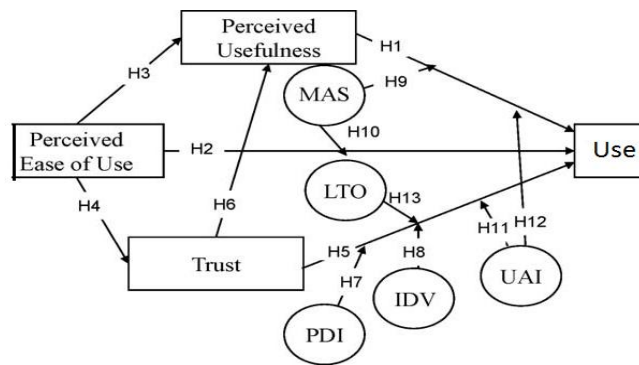 Perceived
Usefulness
H1
H3
MAS
H9
H10
Perceived
Ease of Use
H2
Use
LTO
H13
H4
H6
H5
H8
H11
H12
Trust
H7
IDV
UAI
PDI